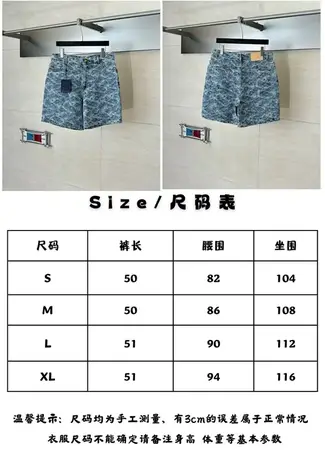 Size/尺码表
尺码 裤长 腰围 坐围
S 50 82 104
M 50 86 108
L 51 90 112
XL 51 94 116
温馨提示：尺码均为手工测量、有3cm的误差属于正常情况
衣服尺码不能确定请备注身高 体重等基本参数